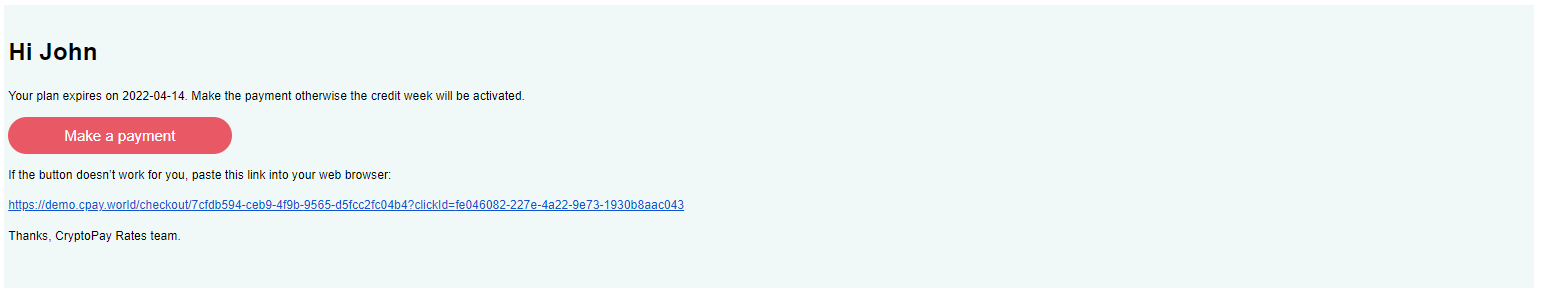 Hi John
Your plan expires on 2022-04-14. Make the payment otherwise the credit week will be activated.
Make a payment
If the button doesn't work for you, paste this link into your web browser:
https://demo.cpay.world/checkout/7cfdb594-ceb9-4f9b-9565-d5fcc2fc04b4?clickId=fe046082-227e-4a22-9e73-1930b8aac043
Thanks, CryptoPay Rates team.